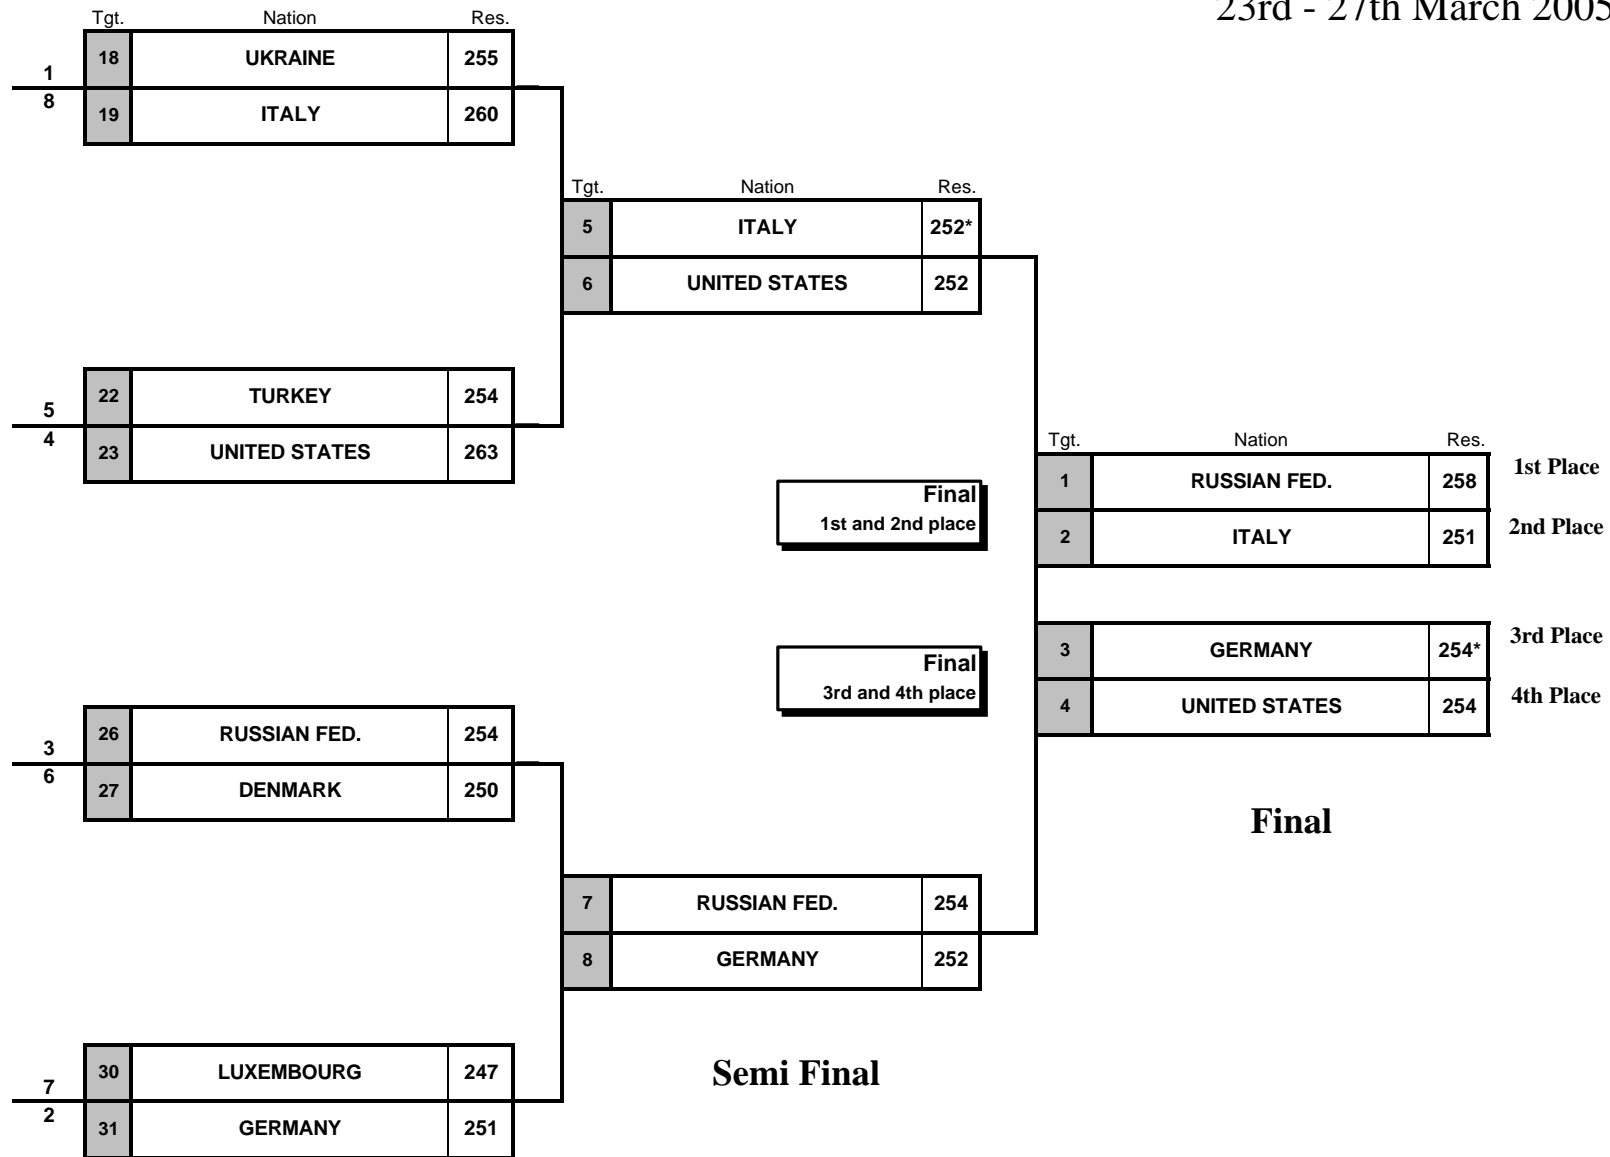 23rd - 27th March 2005
Tgt. Nation Res.
18 UKRAINE 255
1
8
19 ITALY 260
Tgt. Nation Res.
5 ITALY 252*
6 UNITED STATES 252
22 TURKEY 254
5
4
23 UNITED STATES 263
Tgt. Nation Res.
1 RUSSIAN FED. 258 1st Place
Final
1st and 2nd place
2 ITALY 251 2nd Place
3 GERMANY 254* 3rd Place
Final
3rd and 4th place
4 UNITED STATES 254 4th Place
26 RUSSIAN FED. 254
3
6
27 DENMARK 250
Final
7 RUSSIAN FED. 254
8 GERMANY 252
30 LUXEMBOURG 247
Semi Final
7
2
31 GERMANY 251